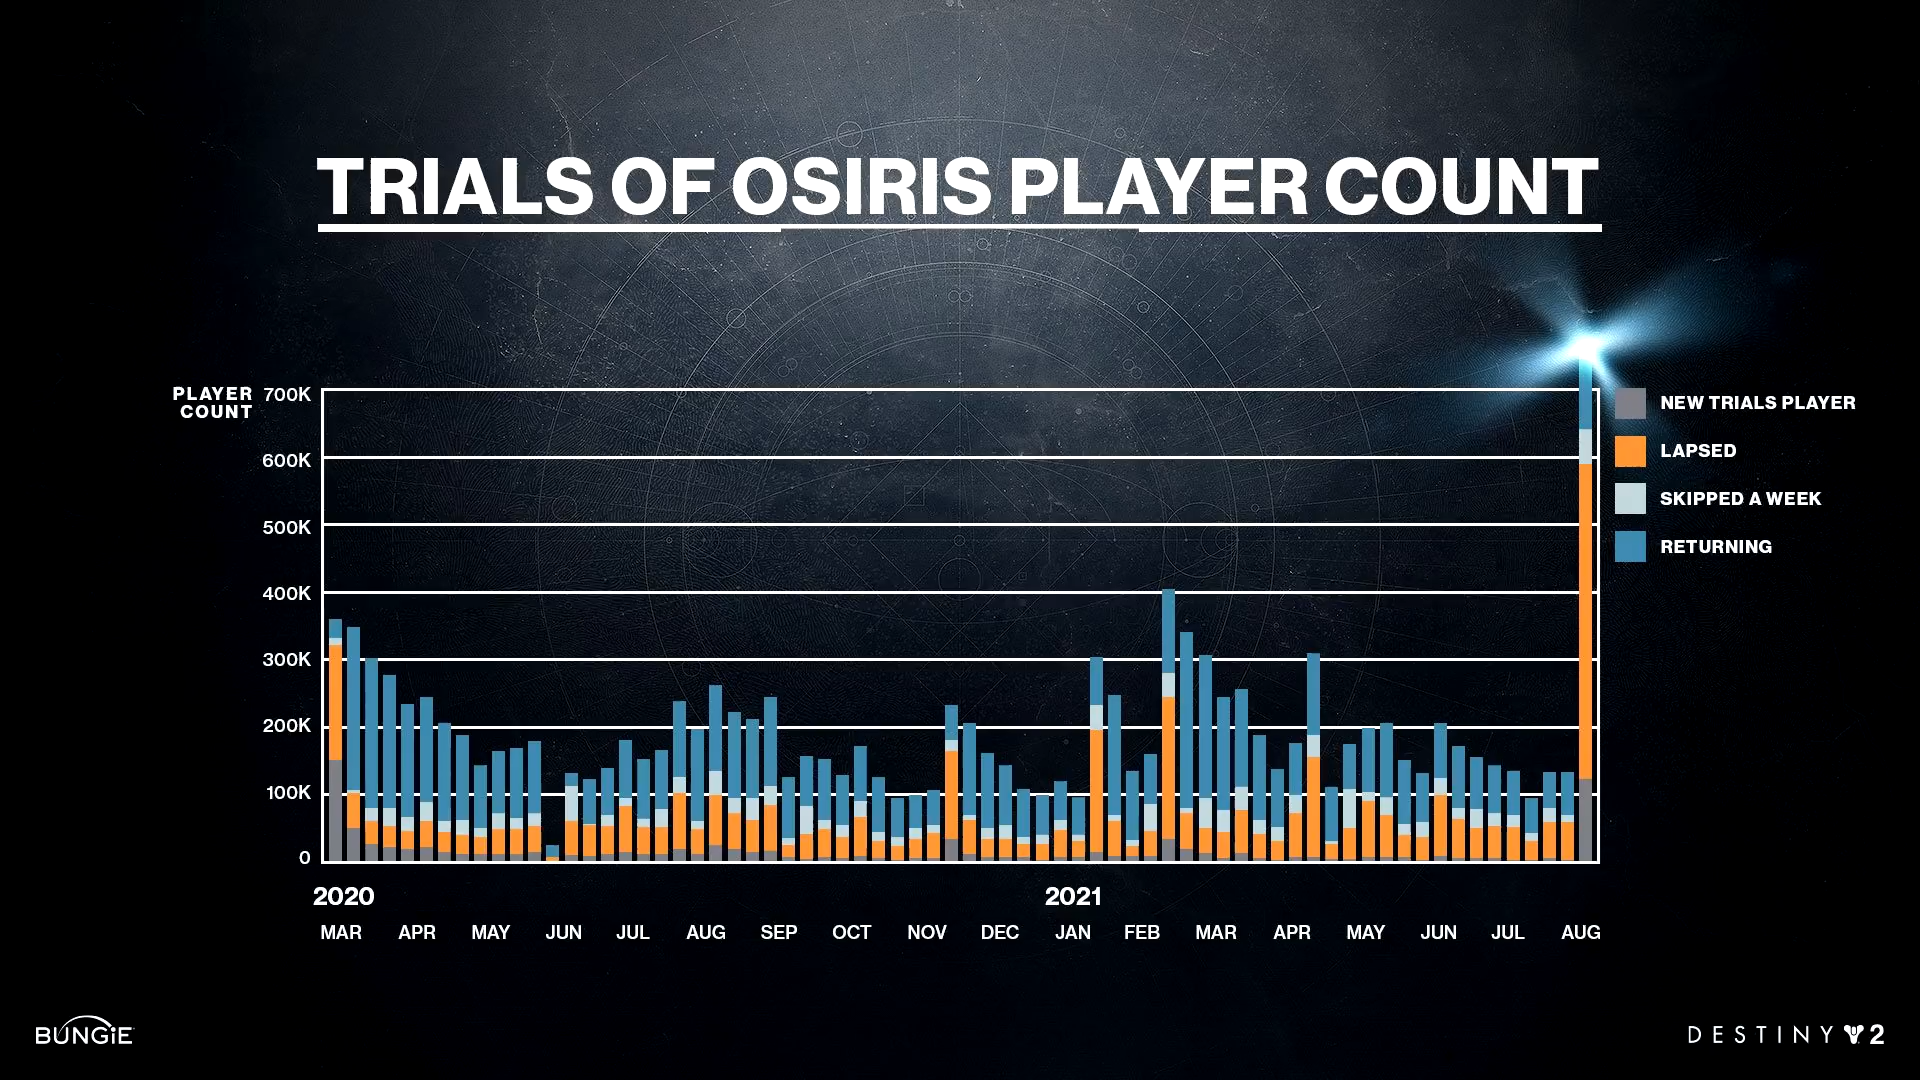 TRIALS OF OSIRIS PLAYER COUNT
PLAYER
COUNT
700K
600K
500K
400K
300K
200K
100K
0
NEW TRIALS PLAYER
LAPSED
SKIPPED A WEEK
RETURNING
2020 2021
MAR APR MAY JUN JUL AUG SEP OCT NOV DEC JAN FEB MAR APR MAY JUN JUL AUG
BUNGiE
DESTINY 2